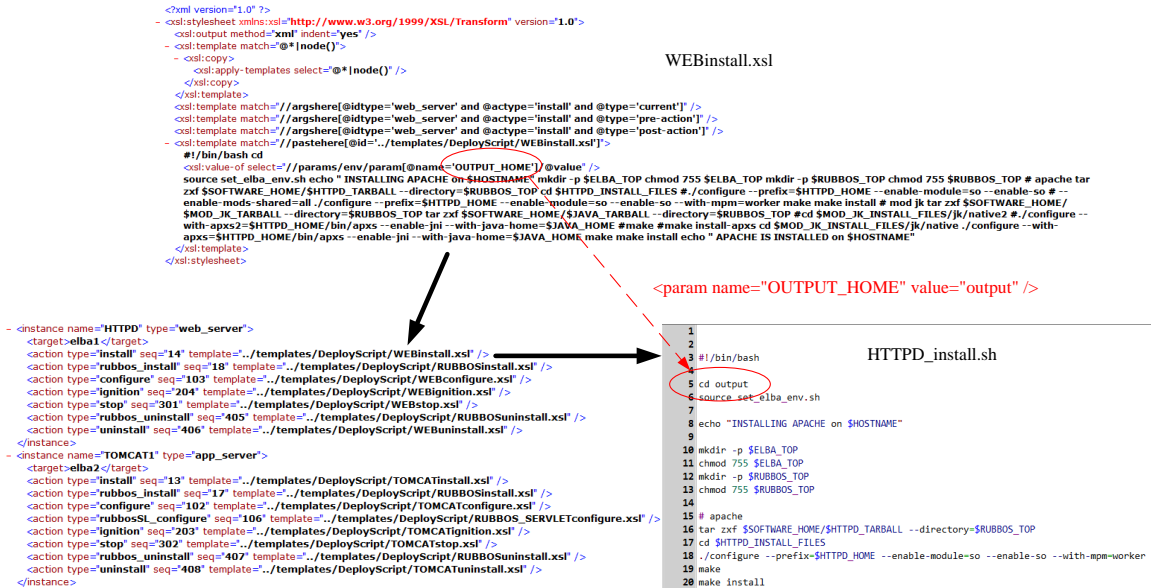 <?xml version="1.0" ?>
- <xsl:stylesheet xmlns:xsl="http://www.w3.org/1999/XSL/Transform" version="1.0">
<xsl:output method="xml" indent="yes" />
- <xsl:template match="@*|node()">
- <xsl:copy>
<xsl:apply-templates select="@*|node()" />
</xsl:copy>
</xsl:template>
<xsl:template match="//argshere[@idtype='web_server' and @actype='install' and @type='current']" />
<xsl:template match="//argshere[@idtype='web_server' and @actype='install' and @type='pre-action']" />
<xsl:template match="//argshere[@idtype='web_server' and @actype='install' and @type='post-action']" />
- <xsl:template match="//pastehere[@id='../templates/DeployScript/WEBinstall.xsl']">
#!/bin/bash cd
<xsl:value-of select="//params/env/param[@name='OUTPUT_HOME']/@value" />
source set_elba_env.sh echo " INSTALLING APACHE on $HOSTNAME" mkdir -p $ELBA_TOP chmod 755 $ELBA_TOP mkdir -p $RUBBOS_TOP chmod 755 $RUBBOS_TOP # apache tar
zxf $SOFTWARE_HOME/$HTTPD_TARBALL --directory=$RUBBOS_TOP cd $HTTPD_INSTALL_FILES #./configure --prefix=$HTTPD_HOME --enable-module=so --enable-so # --
enable-mods-shared=all ./configure --prefix=$HTTPD_HOME --enable-module=so --enable-so --with-mpm=worker make make install # mod jk tar zxf $SOFTWARE_HOME/
$MOD_JK_TARBALL --directory=$RUBBOS_TOP tar zxf $SOFTWARE_HOME/$JAVA_TARBALL --directory=$RUBBOS_TOP #cd $MOD_JK_INSTALL_FILES/jk/native2 #./configure --
with-apxs2=$HTTPD_HOME/bin/apxs --enable-jni --with-java-home=$JAVA_HOME #make #make install-apxs cd $MOD_JK_INSTALL_FILES/jk/native ./configure --with-
apxs=$HTTPD_HOME/bin/apxs --enable-jni --with-java-home=$JAVA_HOME make make install echo " APACHE IS INSTALLED on $HOSTNAME"
</xsl:template>
</xsl:stylesheet>
WEBinstall.xsl
<param name="OUTPUT_HOME" value="output" />
- <instance name="HTTPD" type="web_server">
<target>elba1</target>
<action type="install" seq="14" template="../templates/DeployScript/WEBinstall.xsl" />
<action type="rubbos_install" seq="18" template="../templates/DeployScript/RUBBOSinstall.xsl" />
<action type="configure" seq="103" template="../templates/DeployScript/WEBconfigure.xsl" />
<action type="ignition" seq="204" template="../templates/DeployScript/WEBignition.xsl" />
<action type="stop" seq="301" template="../templates/DeployScript/WEBstop.xsl" />
<action type="rubbos_uninstall" seq="405" template="../templates/DeployScript/RUBBOSuninstall.xsl" />
<action type="uninstall" seq="406" template="../templates/DeployScript/WEBuninstall.xsl" />
</instance>
- <instance name="TOMCAT1" type="app_server">
<target>elba2</target>
<action type="install" seq="13" template="../templates/DeployScript/TOMCATinstall.xsl" />
<action type="rubbos_install" seq="17" template="../templates/DeployScript/RUBBOSinstall.xsl" />
<action type="configure" seq="102" template="../templates/DeployScript/TOMCATconfigure.xsl" />
<action type="rubbosSL_configure" seq="106" template="../templates/DeployScript/RUBBOS_SERVLETconfigure.xsl" />
<action type="ignition" seq="203" template="../templates/DeployScript/TOMCATignition.xsl" />
<action type="stop" seq="302" template="../templates/DeployScript/TOMCATstop.xsl" />
<action type="rubbos_uninstall" seq="407" template="../templates/DeployScript/RUBBOSuninstall.xsl" />
<action type="uninstall" seq="408" template="../templates/DeployScript/TOMCATuninstall.xsl" />
</instance>
HTTPD_install.sh
1
2
3 #!/bin/bash
4
5 cd output
6 source set_elba_env.sh
7
8 echo "INSTALLING APACHE on $HOSTNAME"
9
10 mkdir -p $ELBA_TOP
11 chmod 755 $ELBA_TOP
12 mkdir -p $RUBBOS_TOP
13 chmod 755 $RUBBOS_TOP
14
15 # apache
16 tar zxf $SOFTWARE_HOME/$HTTPD_TARBALL --directory=$RUBBOS_TOP
17 cd $HTTPD_INSTALL_FILES
18 ./configure --prefix=$HTTPD_HOME --enable-module=so --enable-so --with-mpm=worker
19 make
20 make install